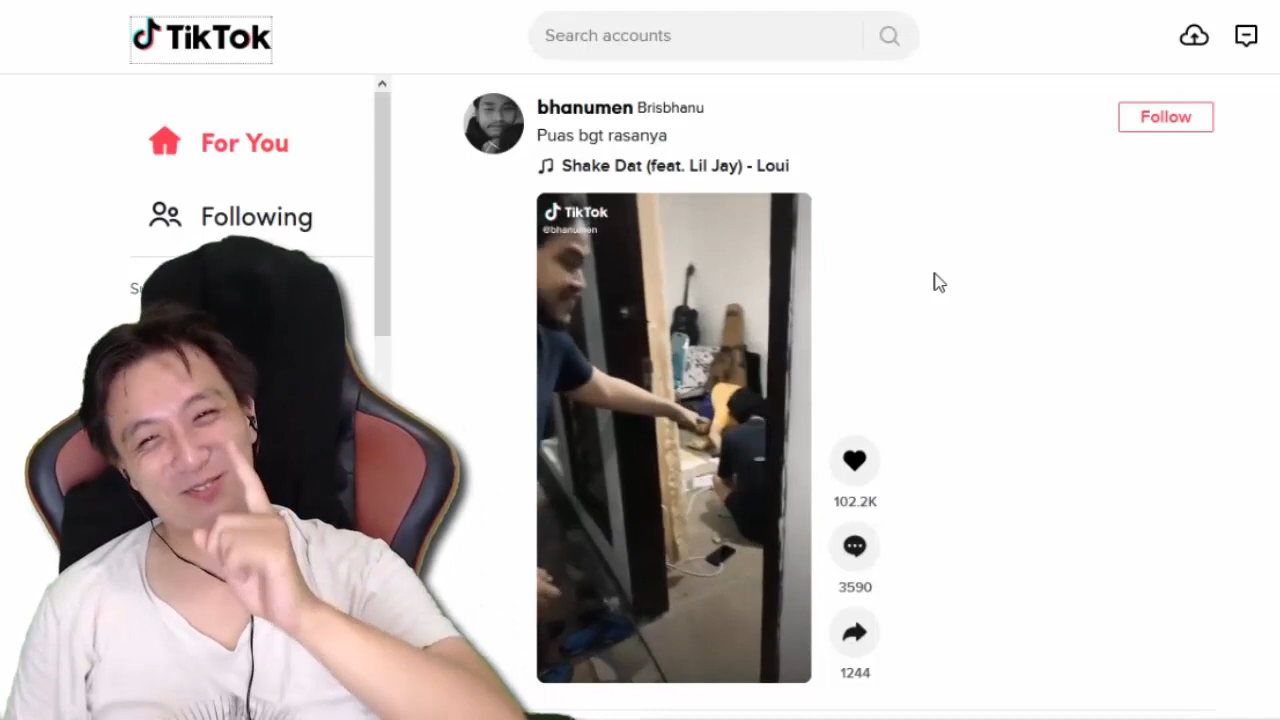 TikTok
Search accounts
For You
Following
bhanumen Brisbhanu
Puas bgt rasanya
Shake Dat (feat. Lil Jay) - Loui
Follow
TikTok
@bhanumen
102.2K
3590
1244